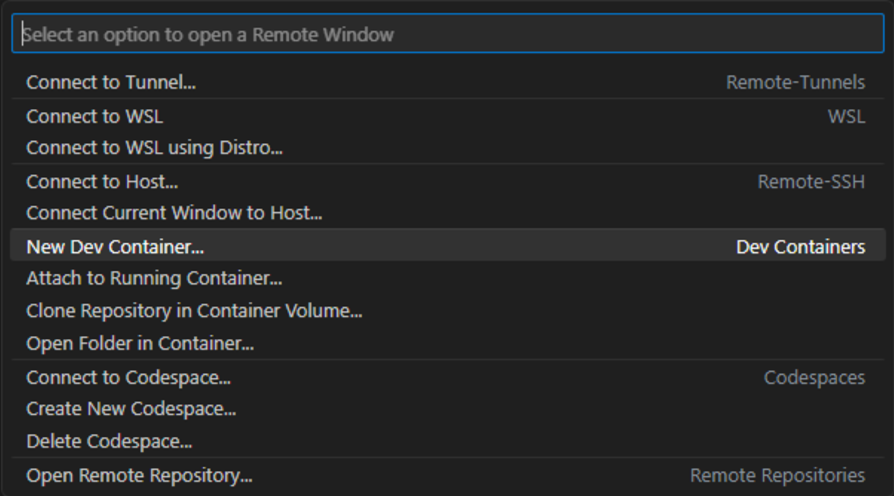 Select an option to open a Remote Window
Connect to Tunnel... Remote-Tunnels
Connect to WSL WSL
Connect to WSL using Distro...
Connect to Host... Remote-SSH
Connect Current Window to Host...
New Dev Container... Dev Containers
Attach to Running Container...
Clone Repository in Container Volume...
Open Folder in Container...
Connect to Codespace... Codespaces
Create New Codespace...
Delete Codespace...
Open Remote Repository... Remote Repositories